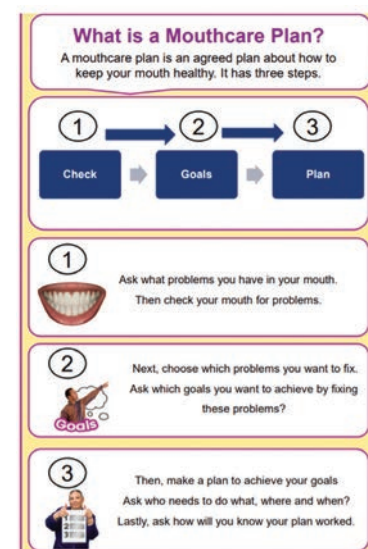 What is a Mouthcare Plan?
A mouthcare plan is an agreed plan about how to
keep your mouth healthy. It has three steps.
1 2 3
Check Goals Plan
1
Ask what problems you have in your mouth.
Then check your mouth for problems.
2
Next, choose which problems you want to fix.
Ask which goals you want to achieve by fixing
these problems?
Goals
3
Then, make a plan to achieve your goals
Ask who needs to do what, where and when?
Lastly, ask how will you know your plan worked.
1
2
3